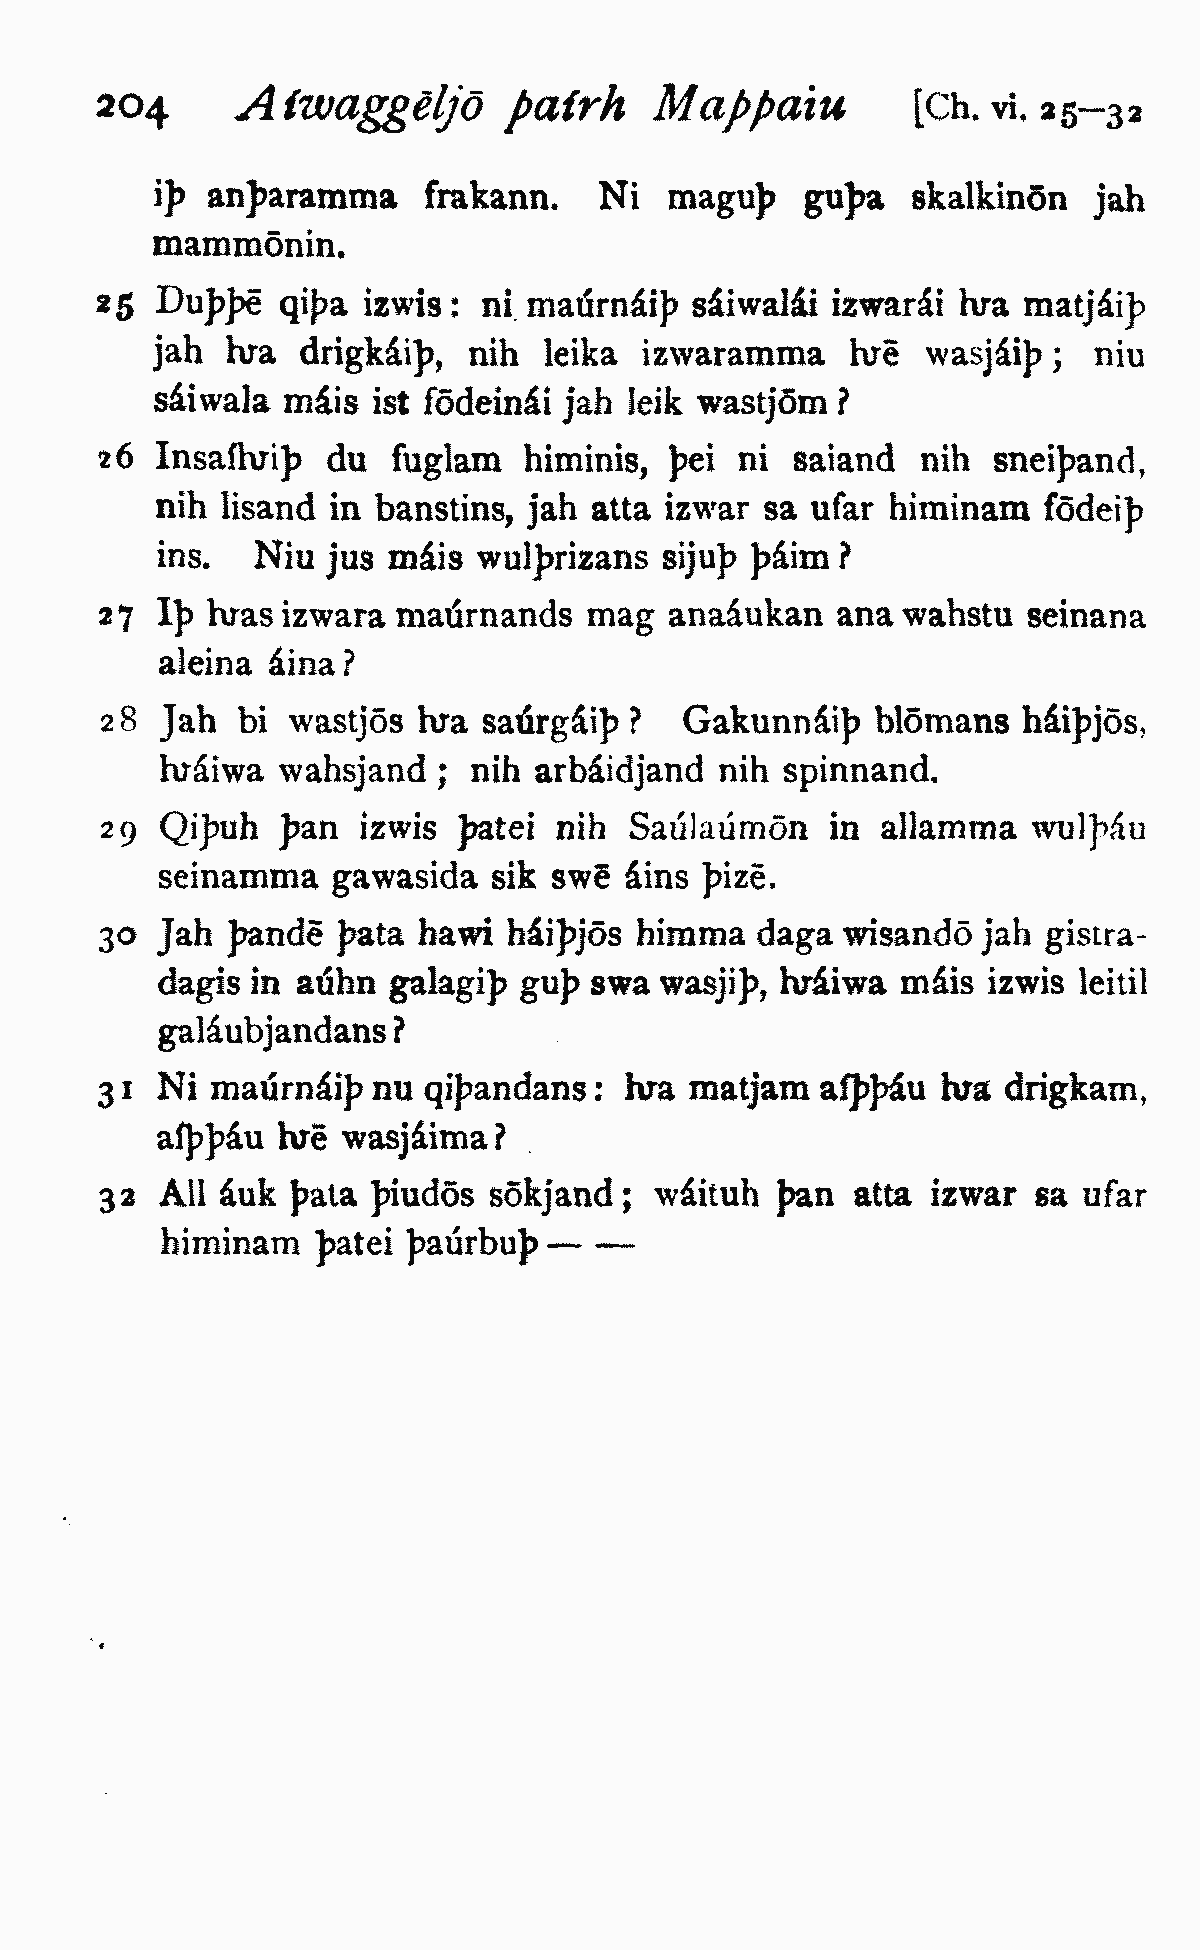 204 Aíwaggēljō þaírh Maþþaiu [Ch. vi. 25—32
iþ anþaramma frakann. Ni maguþ guþa skalkinōn jah
mammōnin.
25 Duþþē qiþa izwis: ni maúrnáiþ sáiwalái izwarái ƕa matjáiþ
jah ƕa drigkáiþ, nih leika izwaramma ƕē wasjáiþ; niu
sáiwala máis ist fōdeinái jah leik wastjōm?
26 Insaíƕiþ du fuglam himinis, þei ni saiand nih sneiþand,
nih lisand in banstins, jah atta izwar sa ufar himinam fōdeiþ
ins. Niu jus máis wulþrizans sijuþ þáim?
27 Iþ ƕas izwara maúrnands mag anaáukan ana wahstu seinana
aleina áina?
28 Jah bi wastjōs ƕa saúrgáiþ? Gakunnáiþ blōmans háiþjōs,
ƕáiwa wahsjand; nih arbáidjand nih spinnand.
29 Qiþuh þan izwis þatei nih Saúlaúmōn in allamma wulþáu
seinamma gawasida sik swē áins þizē.
30 Jah þandē þata hawi háiþjōs himma daga wisandō jah gistra-
dagis in aúhn galagiþ guþ swa wasjiþ, ƕáiwa máis izwis leitil
galáubjandans?
31 Ni maúrnáiþ nu qiþandans: ƕa matjam aíþþáu ƕa drigkam,
aíþþáu ƕē wasjáima?
32 All áuk þata þiudōs sōkjand; wáituh þan atta izwar sa ufar
himinam þatei þaúrbuþ — —